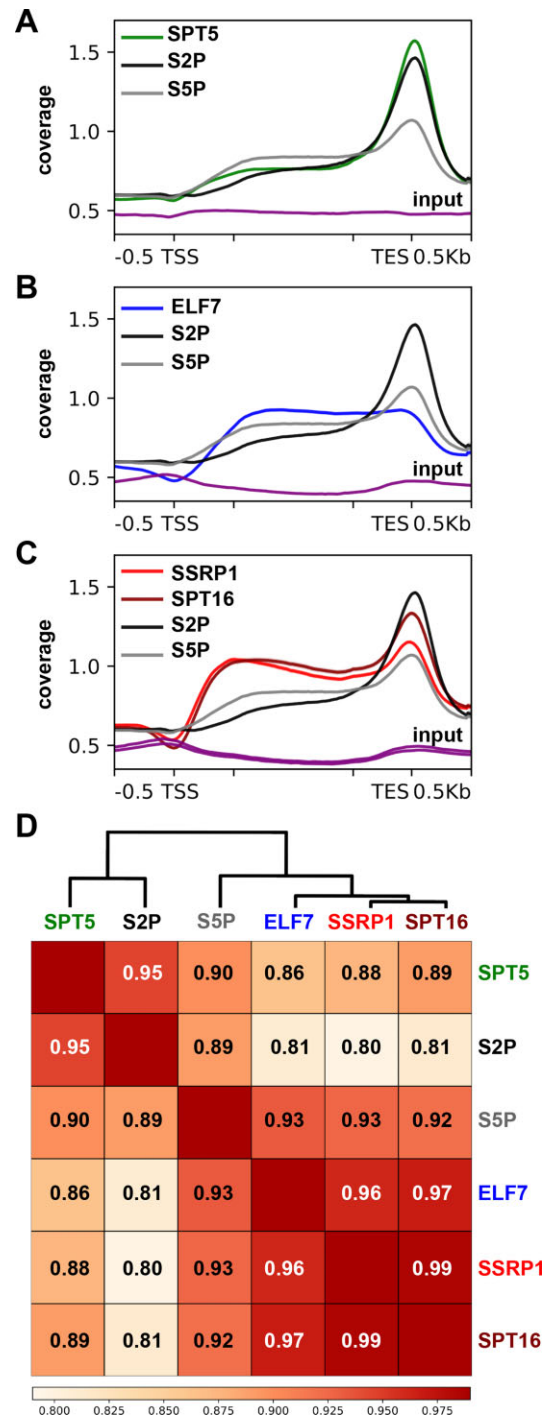 A
SPT5
S2P
S5P
coverage
1.5
1.0
0.5
input
-0.5 TSS TES 0.5Kb
B
ELF7
S2P
S5P
coverage
1.5
1.0
0.5
input
-0.5 TSS TES 0.5Kb
C
SSRP1
SPT16
S2P
S5P
coverage
1.5
1.0
0.5
input
-0.5 TSS TES 0.5Kb
D
SPT5 S2P S5P ELF7 SSRP1 SPT16
0.95 0.90 0.86 0.88 0.89 SPT5
0.95 0.89 0.81 0.80 0.81 S2P
0.90 0.89 0.93 0.93 0.92 S5P
0.86 0.81 0.93 0.96 0.97 ELF7
0.88 0.80 0.93 0.96 0.99 SSRP1
0.89 0.81 0.92 0.97 0.99 SPT16
0.800 0.825 0.850 0.875 0.900 0.925 0.950 0.975